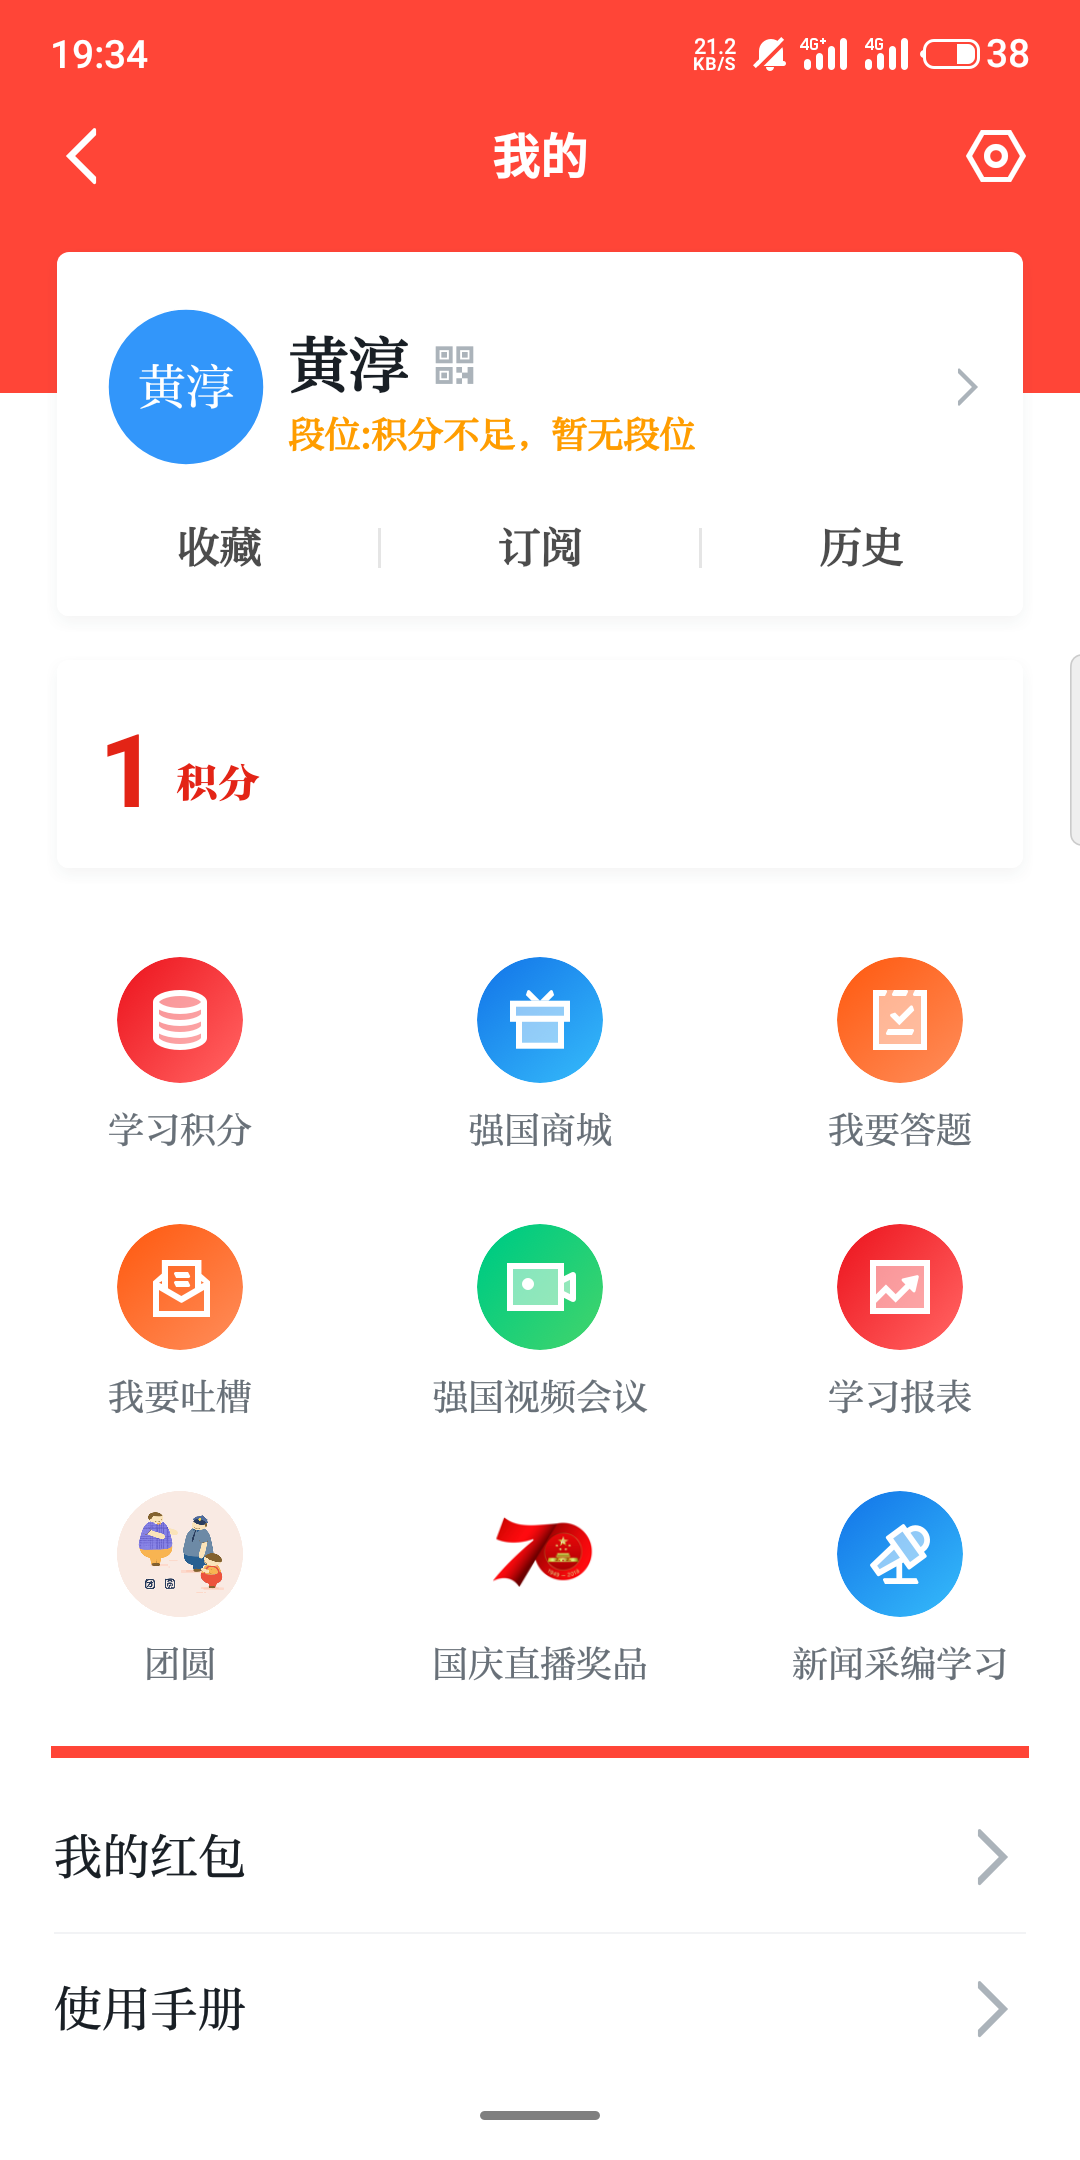 19:34
21.2
KB/S
4G+
4G
38
我的
黄淳
黄淳
段位:积分不足，暂无段位
收藏
订阅
历史
1 积分
学习积分
强国商城
我要答题
我要吐槽
强国视频会议
学习报表
团圆
70
团圆
国庆直播奖品
新闻采编学习
我的红包
使用手册